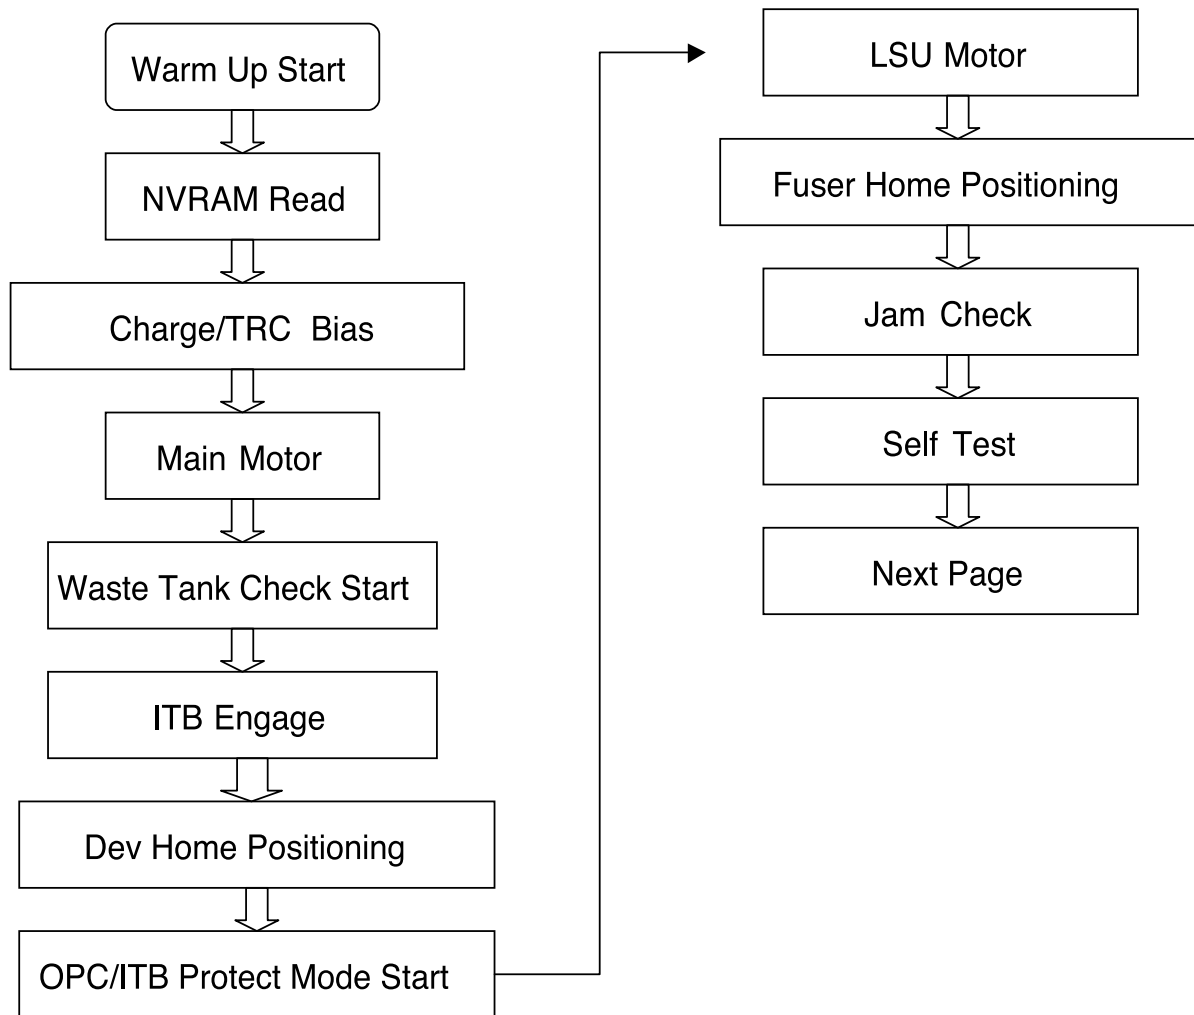 Warm Up Start
NVRAM Read
Charge/TRC Bias
Main Motor
Waste Tank Check Start
ITB Engage
Dev Home Positioning
OPC/ITB Protect Mode Start
LSU Motor
Fuser Home Positioning
Jam Check
Self Test
Next Page